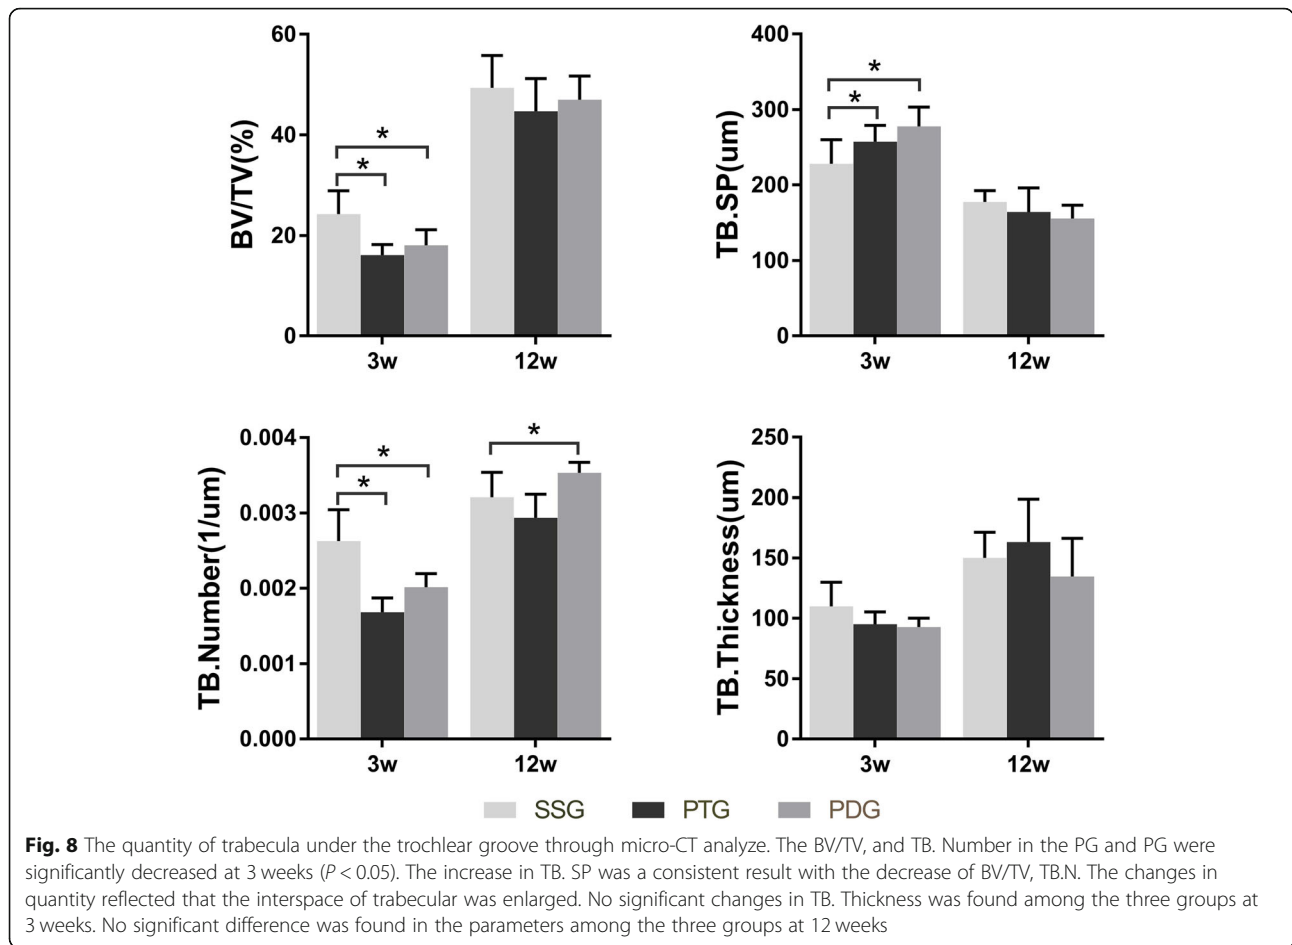 60
40
20
0
BV/TV(%)
*
*
3w
12w
400
300
200
100
0
TB.SP(um)
*
*
3w
12w
0.004
0.003
0.002
0.001
0.000
TB.Number(1/um)
*
*
*
3w
12w
250
200
150
100
50
0
TB.Thickness(um)
3w
12w
SSG PTG PDG
Fig. 8 The quantity of trabecula under the trochlear groove through micro-CT analyze. The BV/TV, and TB. Number in the PG and PG were
significantly decreased at 3 weeks (P < 0.05). The increase in TB. SP was a consistent result with the decrease of BV/TV, TB.N. The changes in
quantity reflected that the interspace of trabecular was enlarged. No significant changes in TB. Thickness was found among the three groups at
3 weeks. No significant difference was found in the parameters among the three groups at 12 weeks